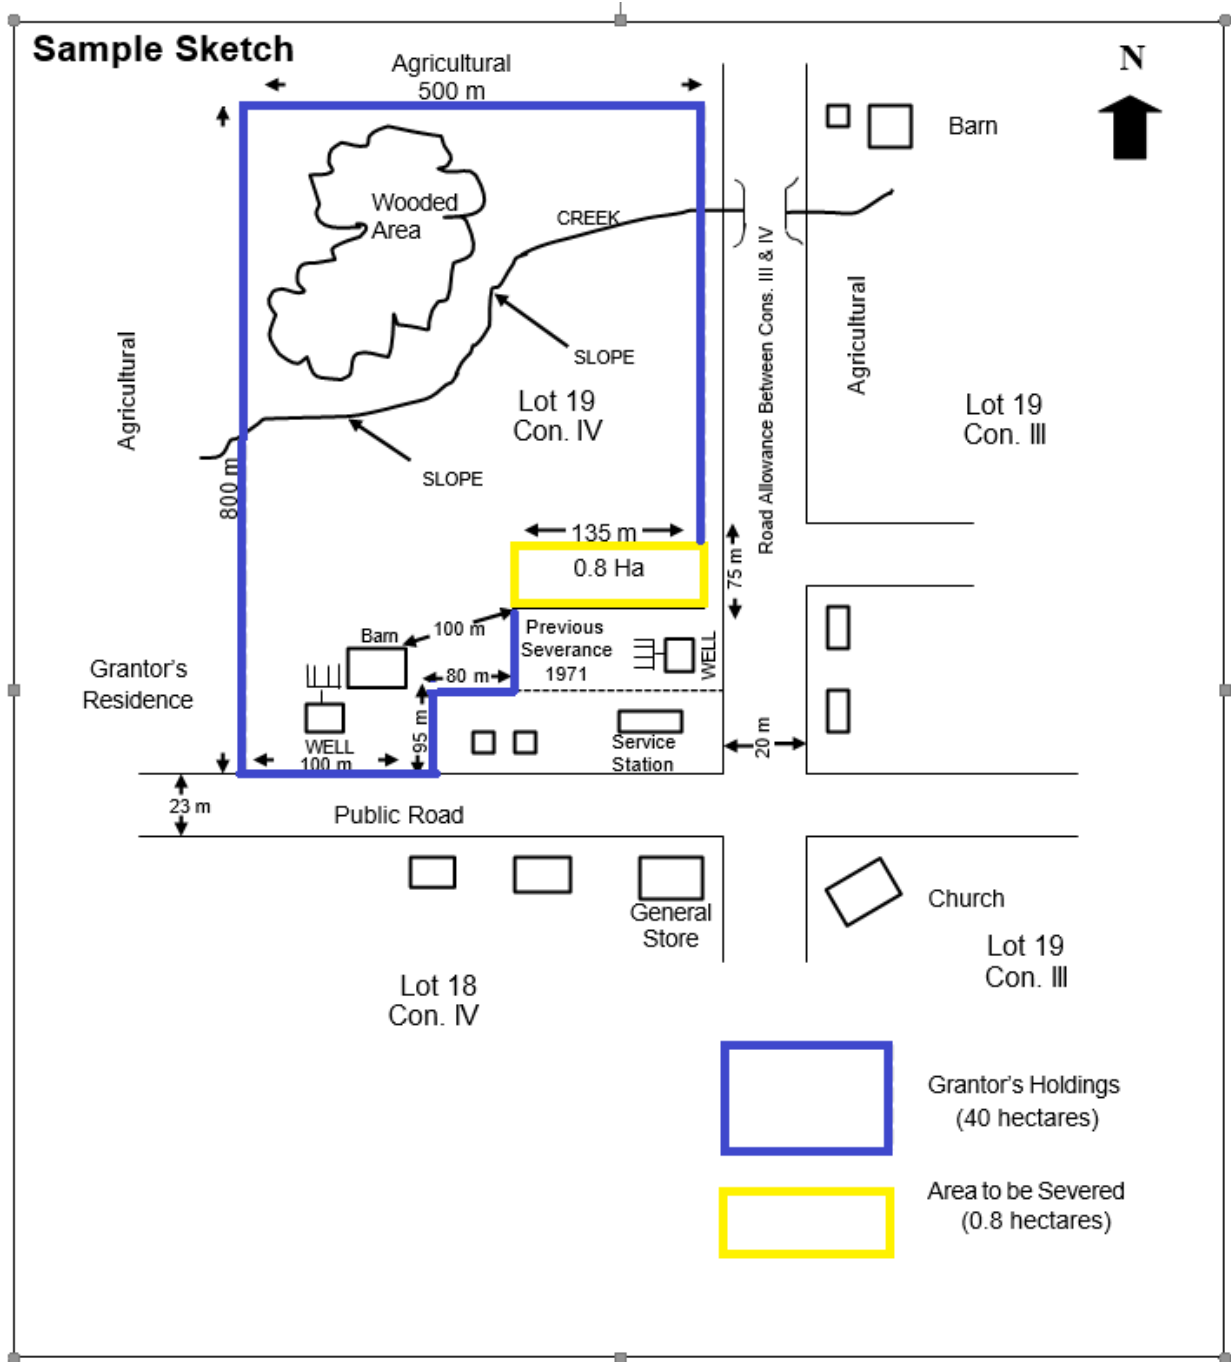 Sample Sketch
Agricultural
500 m
N
Barn
Wooded
Area
CREEK
Road Allowance Between Cons. III & IV
Agricultural
Agricultural
SLOPE
Lot 19
Con. IV
Lot 19
Con. III
SLOPE
800 m
135 m
0.8 Ha
75 m
Barn
100 m
Previous
Severance
1971
WELL
Grantor's
Residence
80 m
95 m
WELL
100 m
Service
Station
20 m
23 m
Public Road
General
Store
Church
Lot 19
Con. III
Lot 18
Con. IV
Grantor's Holdings
(40 hectares)
Area to be Severed
(0.8 hectares)